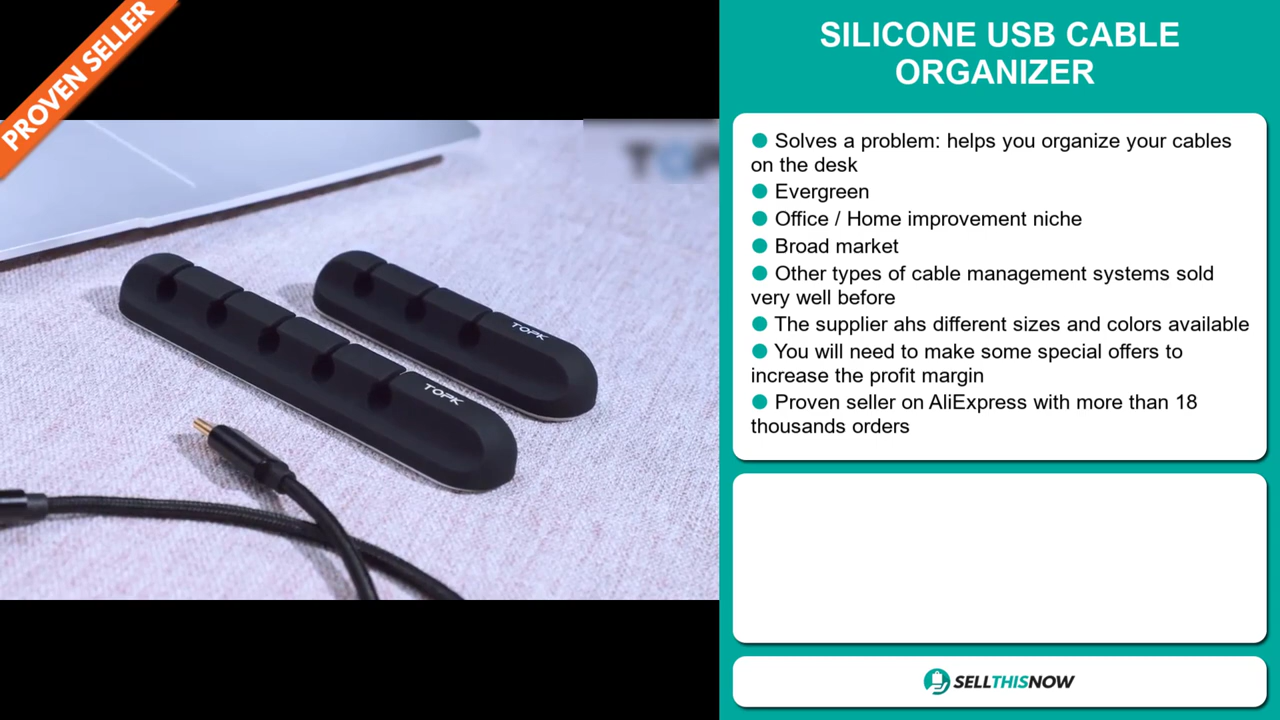 PROVEN SELLER
TOPK
TOPK
TOPK
SILICONE USB CABLE
ORGANIZER
● Solves a problem: helps you organize your cables
on the desk
● Evergreen
● Office / Home improvement niche
● Broad market
● Other types of cable management systems sold
very well before
● The supplier ahs different sizes and colors available
● You will need to make some special offers to
increase the profit margin
● Proven seller on AliExpress with more than 18
thousands orders
SELLTHISNOW